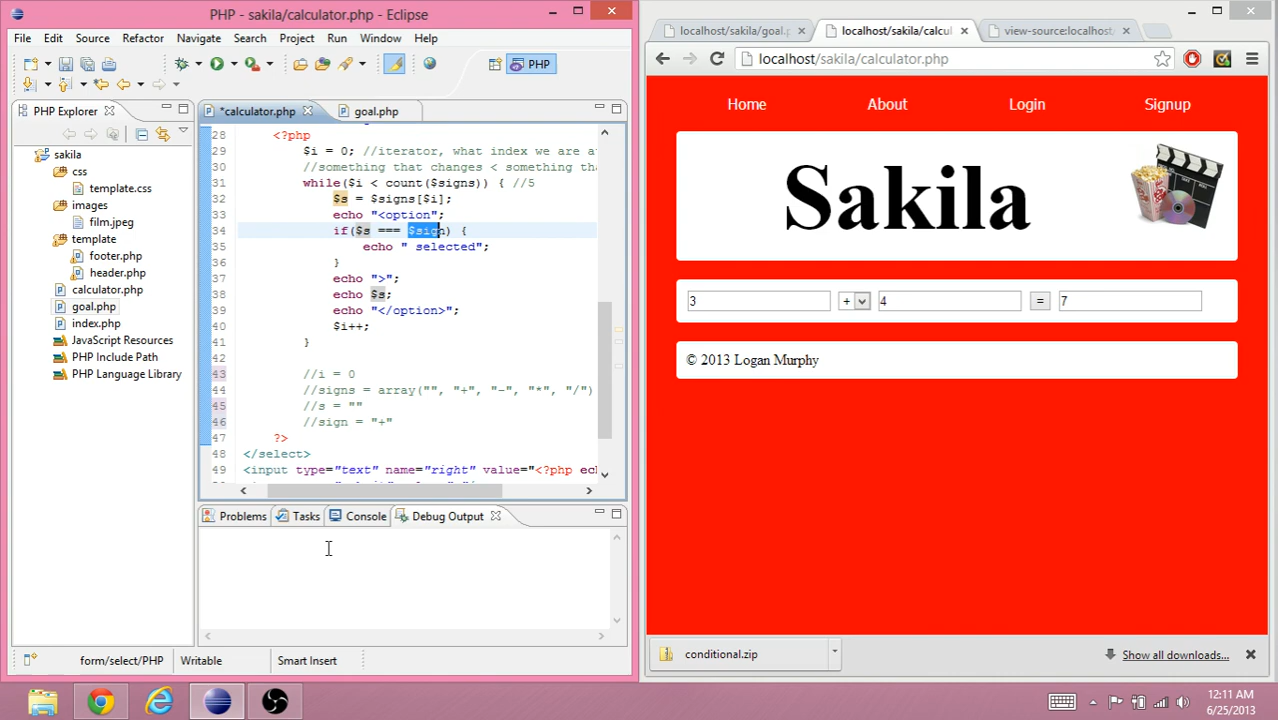 PHP - sakila/calculator.php - Eclipse
File Edit Source Refactor Navigate Search Project Run Window Help
PHP
PHP Explorer
sakila
css
template.css
images
film.jpeg
template
footer.php
header.php
calculator.php
goal.php
index.php
JavaScript Resources
PHP Include Path
PHP Language Library
*calculator.php goal.php
28 <?php
29 $i = 0; //iterator, what index we are a
30 //something that changes < something tha
31 while($i < count($signs)) { //5
32 $s = $signs[$i];
33 echo "<option";
34 if($s === $sign) {
35 echo " selected";
36 }
37 echo ">";
38 echo $s;
39 echo "</option>";
40 $i++;
41 }
42
43 //i = 0
44 //signs = array("", "+", "-", "*", "/")
45 //s = ""
46 //sign = "+"
47 ?>
48 </select>
49 <input type="text" name="right" value="<?php ec
Problems Tasks Console Debug Output
form/select/PHP Writable Smart Insert
localhost/sakila/goal.p localhost/sakila/calcul view-source:localhost/
localhost/sakila/calculator.php
Home About Login Signup
Sakila
3 + 4 = 7
© 2013 Logan Murphy
conditional.zip
Show all downloads...
12:11 AM
6/25/2013